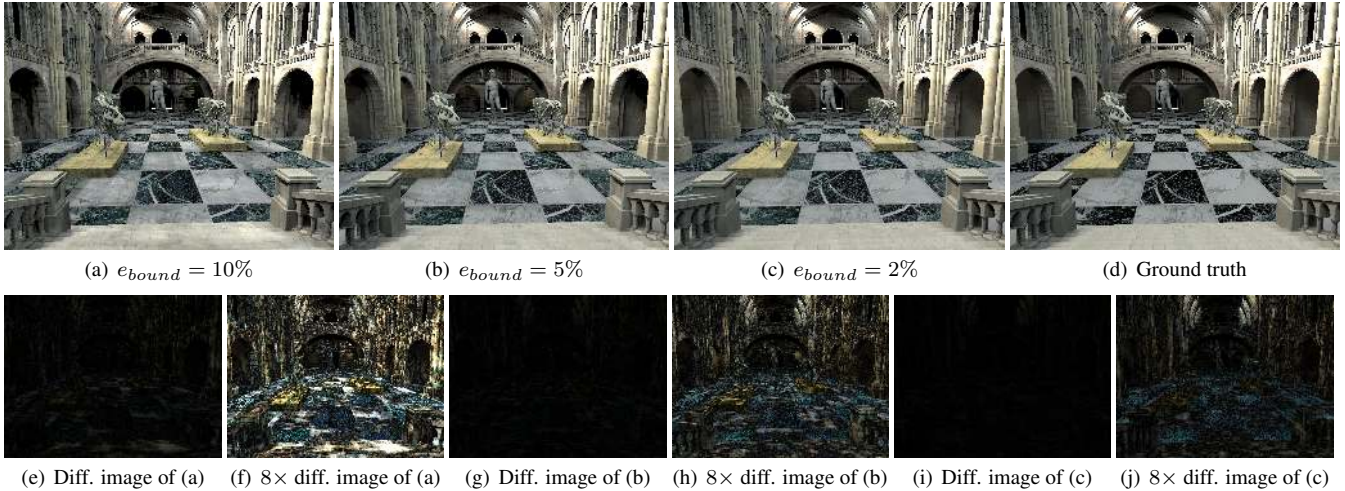 (a) e_bound = 10%
(b) e_bound = 5%
(c) e_bound = 2%
(d) Ground truth
(e) Diff. image of (a)
(f) 8× diff. image of (a)
(g) Diff. image of (b)
(h) 8× diff. image of (b)
(i) Diff. image of (c)
(j) 8× diff. image of (c)